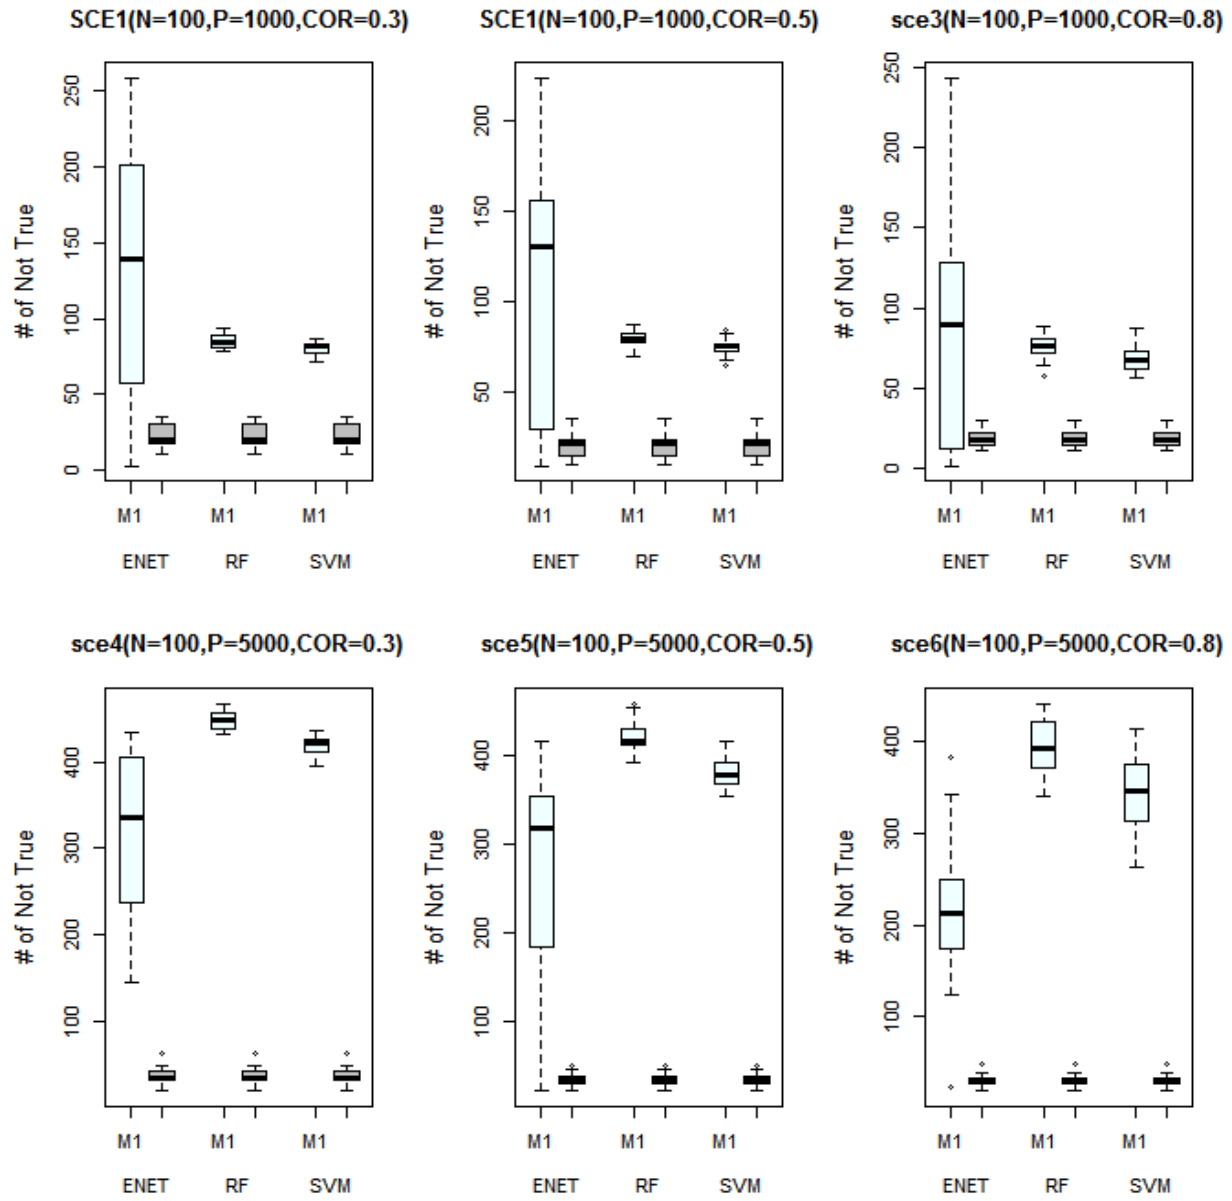 SCE1(N=100,P=1000,COR=0.3)
# of Not True
250
200
150
100
50
0
M1 M1 M1
ENET RF SVM
SCE1(N=100,P=1000,COR=0.5)
# of Not True
200
150
100
50
M1 M1 M1
ENET RF SVM
sce3(N=100,P=1000,COR=0.8)
# of Not True
250
200
150
100
50
0
M1 M1 M1
ENET RF SVM
sce4(N=100,P=5000,COR=0.3)
# of Not True
400
300
200
100
M1 M1 M1
ENET RF SVM
sce5(N=100,P=5000,COR=0.5)
# of Not True
400
300
200
100
M1 M1 M1
ENET RF SVM
sce6(N=100,P=5000,COR=0.8)
# of Not True
400
300
200
100
M1 M1 M1
ENET RF SVM